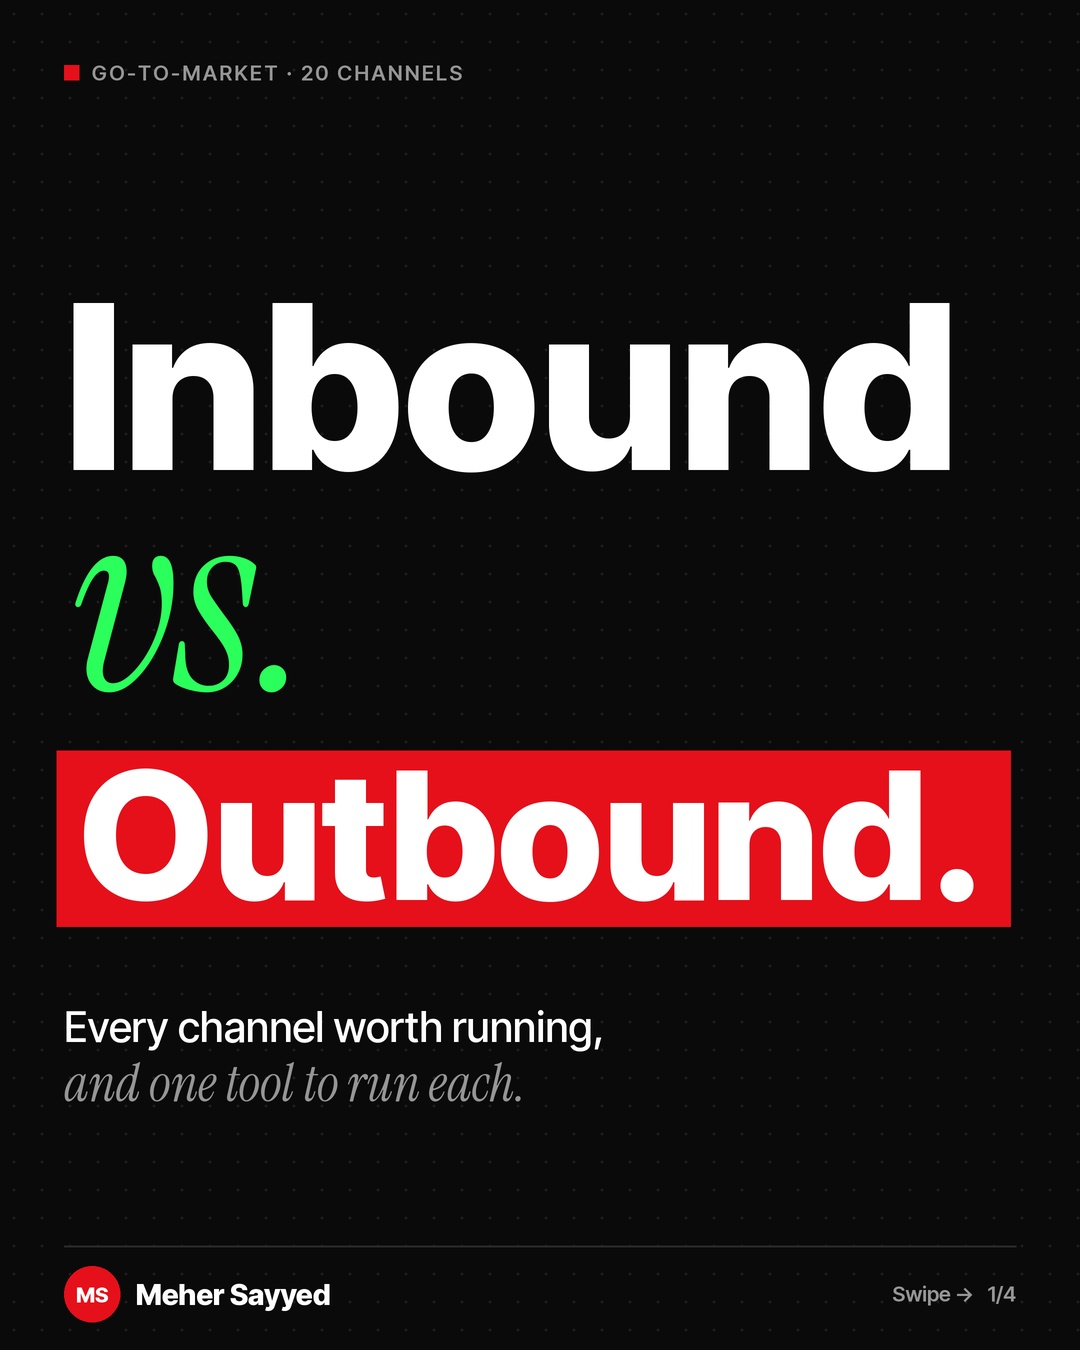 GO-TO-MARKET · 20 CHANNELS
Inbound
vs.
Outbound.
Every channel worth running,
and one tool to run each.
MS Meher Sayyed
Swipe → 1/4